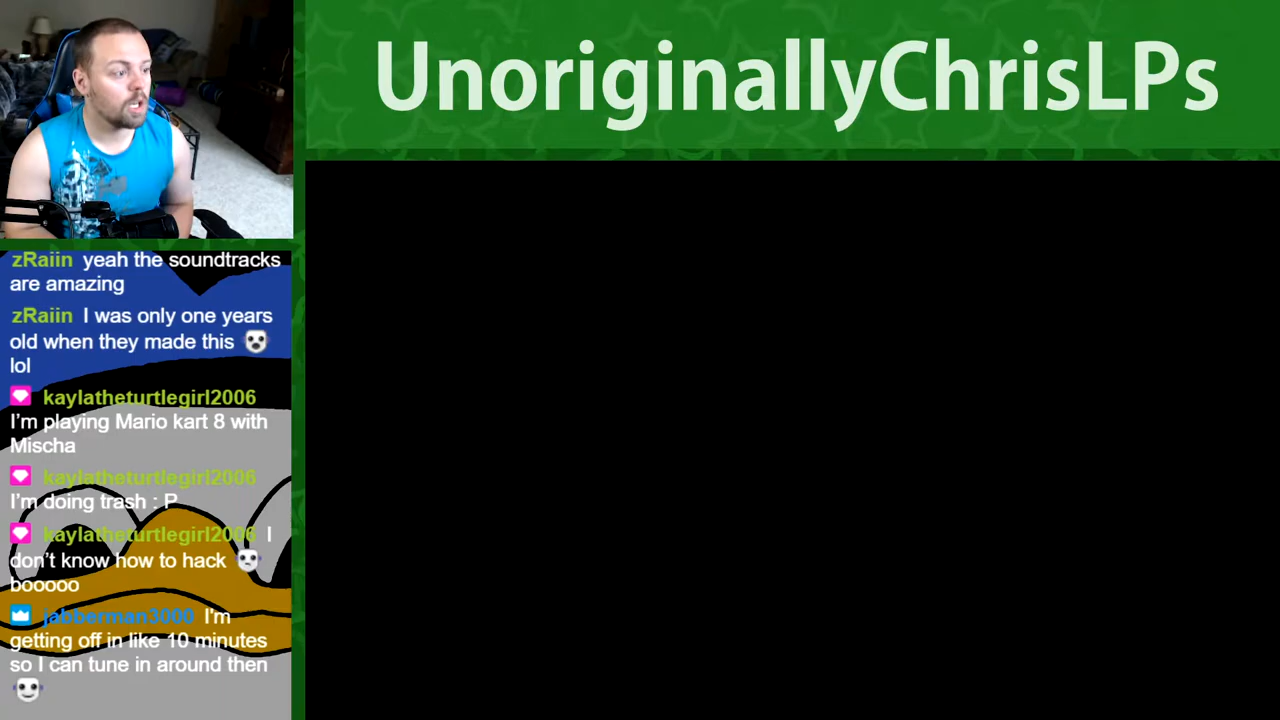 UnoriginallyChrisLPs
zRaiin yeah the soundtracks
are amazing
zRaiin I was only one years
old when they made this
lol
kaylatheturtlegirl2006
I’m playing Mario kart 8 with
Mischa
kaylatheturtlegirl2006
I’m doing trash : P
kaylatheturtlegirl2006 I
don’t know how to hack
booooo
jabberman3000 I'm
getting off in like 10 minutes
so I can tune in around then